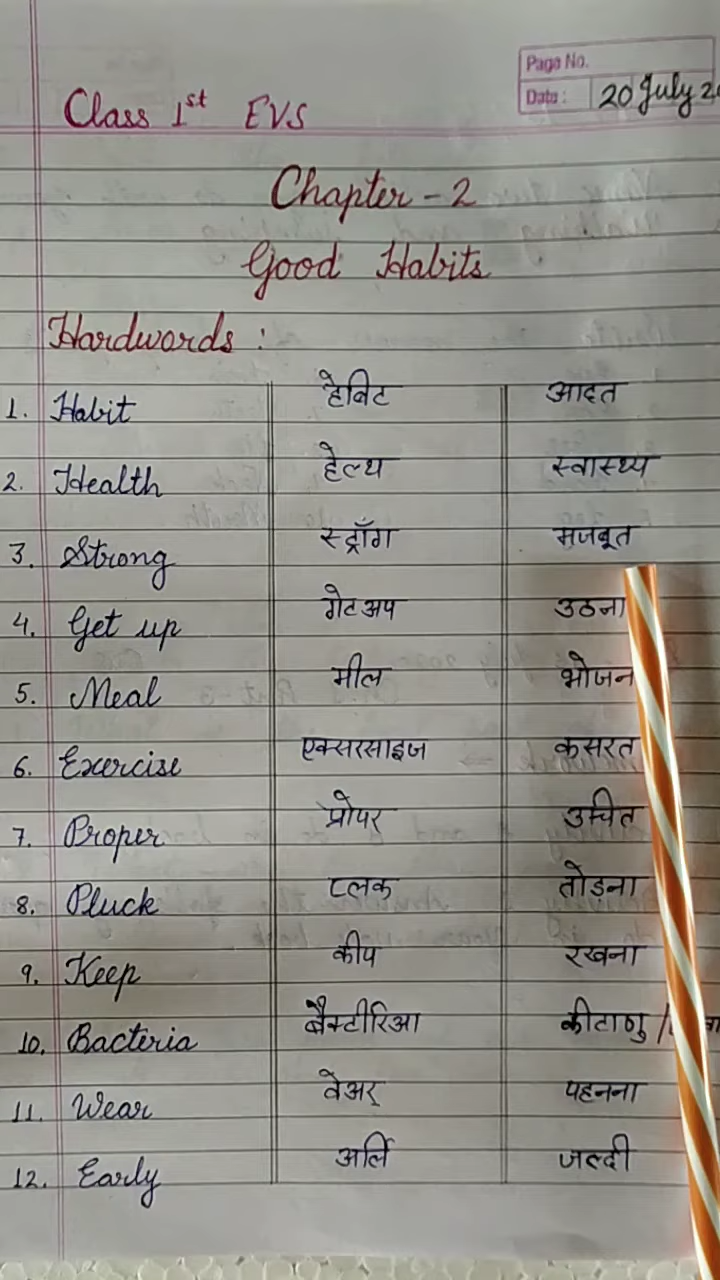 Page No.
Date: 20 July
Class 1st EVS
Chapter - 2
Good Habits
Hardwords :
1. Habit हेबिट आदत
2. Health हेल्थ स्वास्थ्य
3. Strong स्ट्रॉंग मजबूत
4. Get up गेटअप उठना
5. Meal मील भोजन
6. Exercise एक्सरसाइज कसरत
7. Proper प्रोपर् उचित
8. Pluck प्लक तोड़ना
9. Keep कीप रखना
10. Bacteria बैक्टीरिआ कीटाणु /
11. Wear वेअर् पहनना
12. Early अर्लि जल्दी